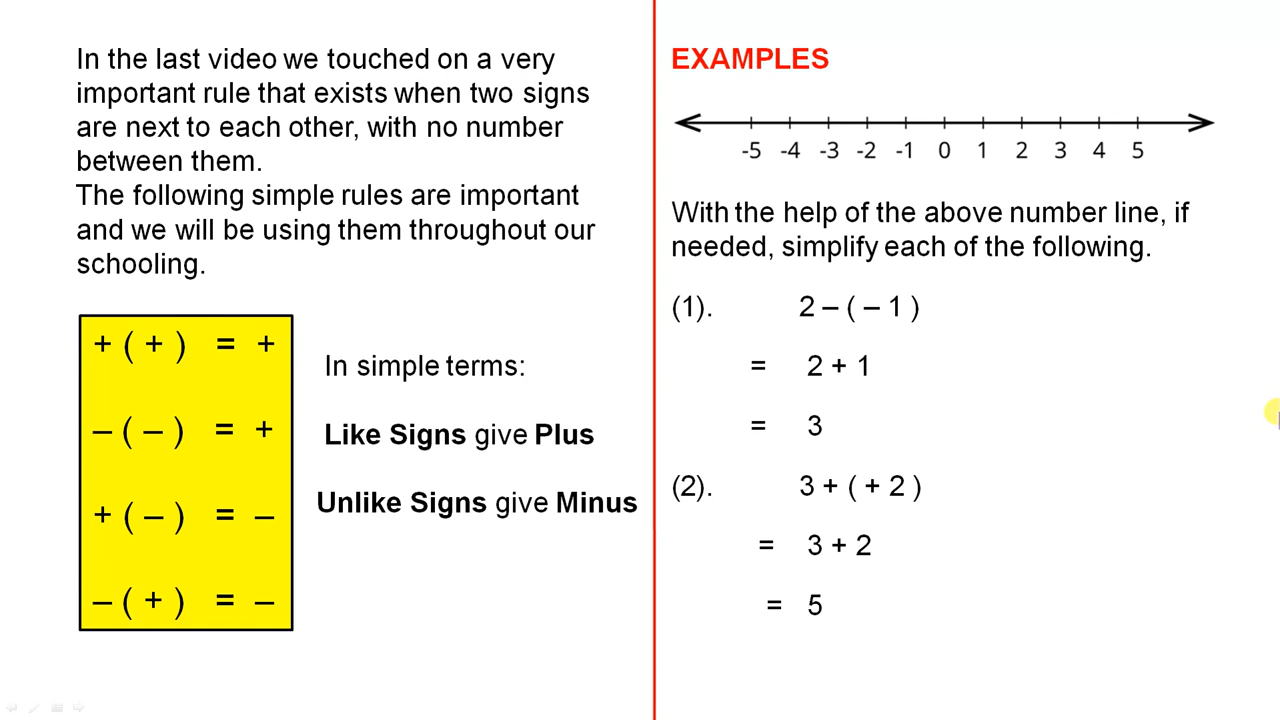 In the last video we touched on a very
important rule that exists when two signs
are next to each other, with no number
between them.
The following simple rules are important
and we will be using them throughout our
schooling.
+ ( + ) = +
– ( – ) = +
+ ( – ) = –
– ( + ) = –
In simple terms:
Like Signs give Plus
Unlike Signs give Minus
EXAMPLES
-5 -4 -3 -2 -1 0 1 2 3 4 5
With the help of the above number line, if
needed, simplify each of the following.
(1). 2 – ( – 1 )
= 2 + 1
= 3
(2). 3 + ( + 2 )
= 3 + 2
= 5